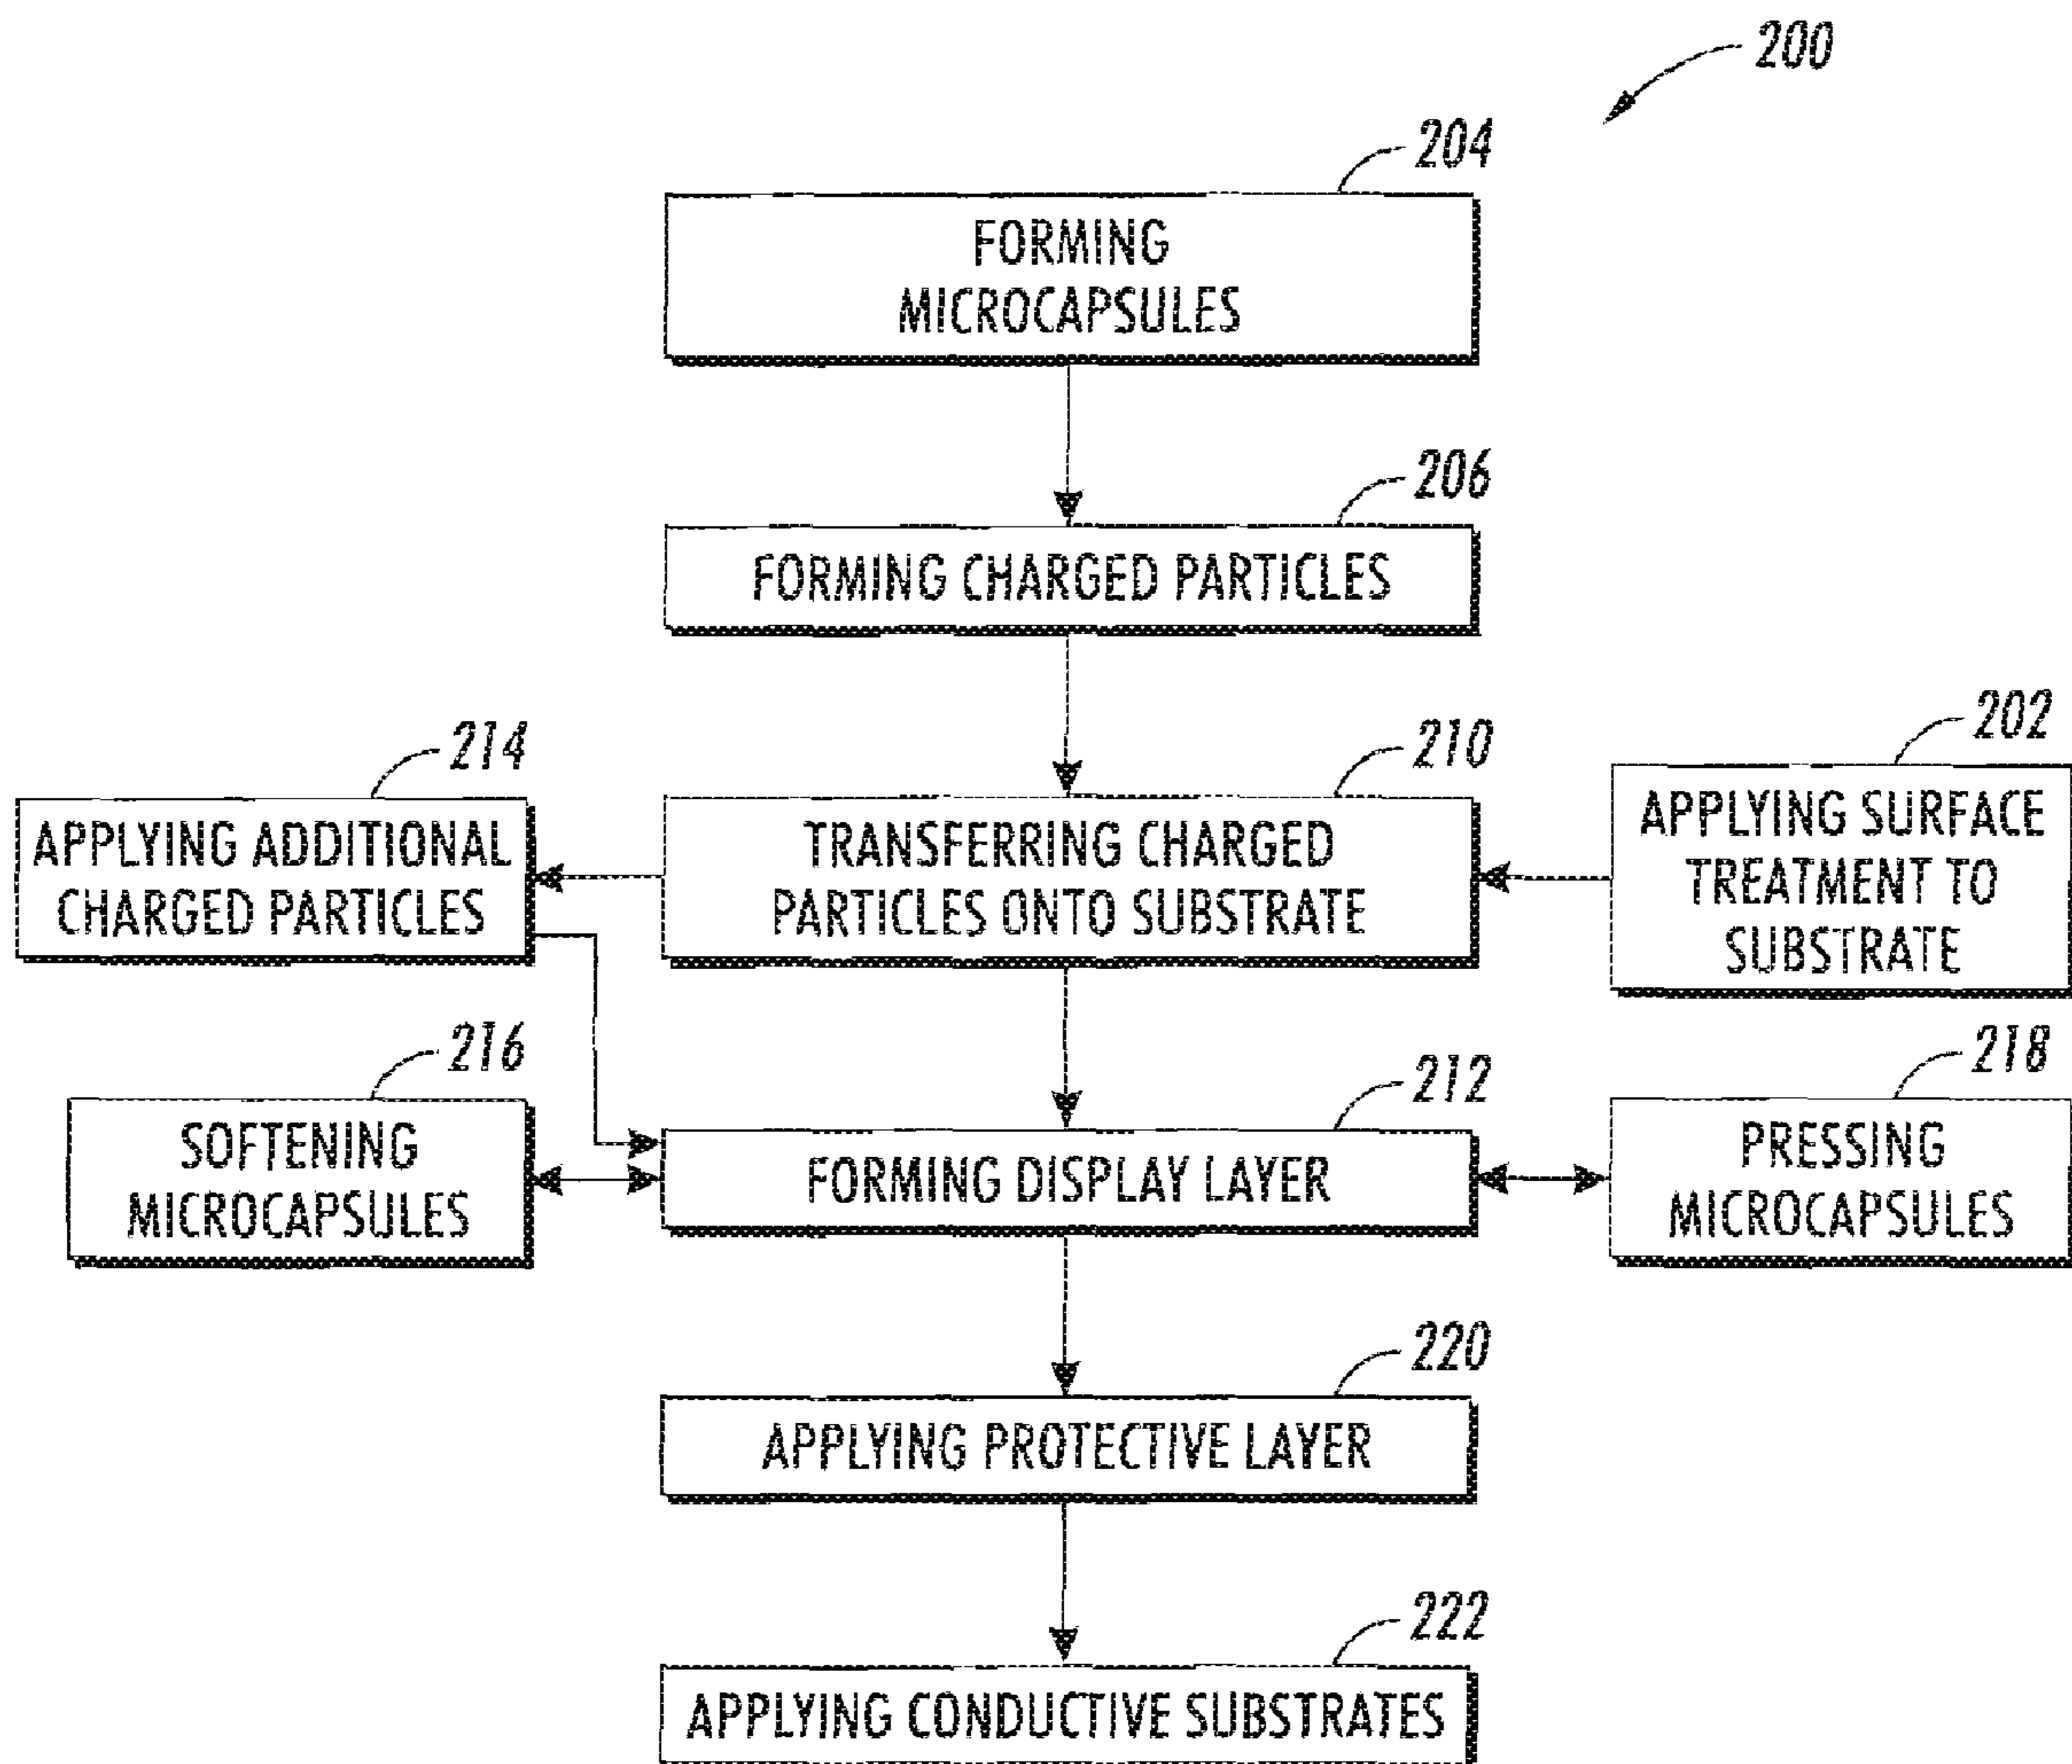 200
204
FORMING
MICROCAPSULES
206
FORMING CHARGED PARTICLES
214
210
202
APPLYING ADDITIONAL
CHARGED PARTICLES
TRANSFERRING CHARGED
PARTICLES ONTO SUBSTRATE
APPLYING SURFACE
TREATMENT TO
SUBSTRATE
216
212
218
SOFTENING
MICROCAPSULES
FORMING DISPLAY LAYER
PRESSING
MICROCAPSULES
220
APPLYING PROTECTIVE LAYER
222
APPLYING CONDUCTIVE SUBSTRATES